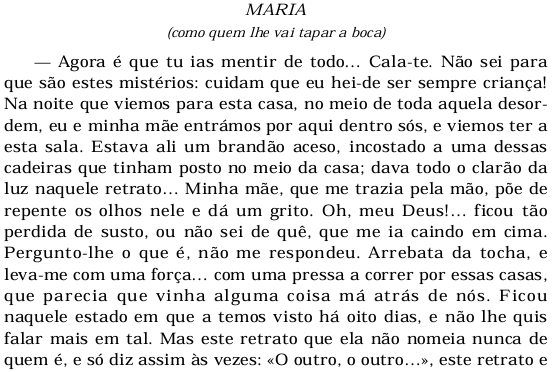 MARIA
(como quem lhe vai tapar a boca)
— Agora é que tu ias mentir de todo... Cala-te. Não sei para
que são estes mistérios: cuidam que eu hei-de ser sempre criança!
Na noite que viemos para esta casa, no meio de toda aquela desor-
dem, eu e minha mãe entrámos por aqui dentro sós, e viemos ter a
esta sala. Estava ali um brandão aceso, incostado a uma dessas
cadeiras que tinham posto no meio da casa; dava todo o clarão da
luz naquele retrato... Minha mãe, que me trazia pela mão, põe de
repente os olhos nele e dá um grito. Oh, meu Deus!... ficou tão
perdida de susto, ou não sei de quê, que me ia caindo em cima.
Pergunto-lhe o que é, não me respondeu. Arrebata da tocha, e
leva-me com uma força... com uma pressa a correr por essas casas,
que parecia que vinha alguma coisa má atrás de nós. Ficou
naquele estado em que a temos visto há oito dias, e não lhe quis
falar mais em tal. Mas este retrato que ela não nomeia nunca de
quem é, e só diz assim às vezes: «O outro, o outro...», este retrato e